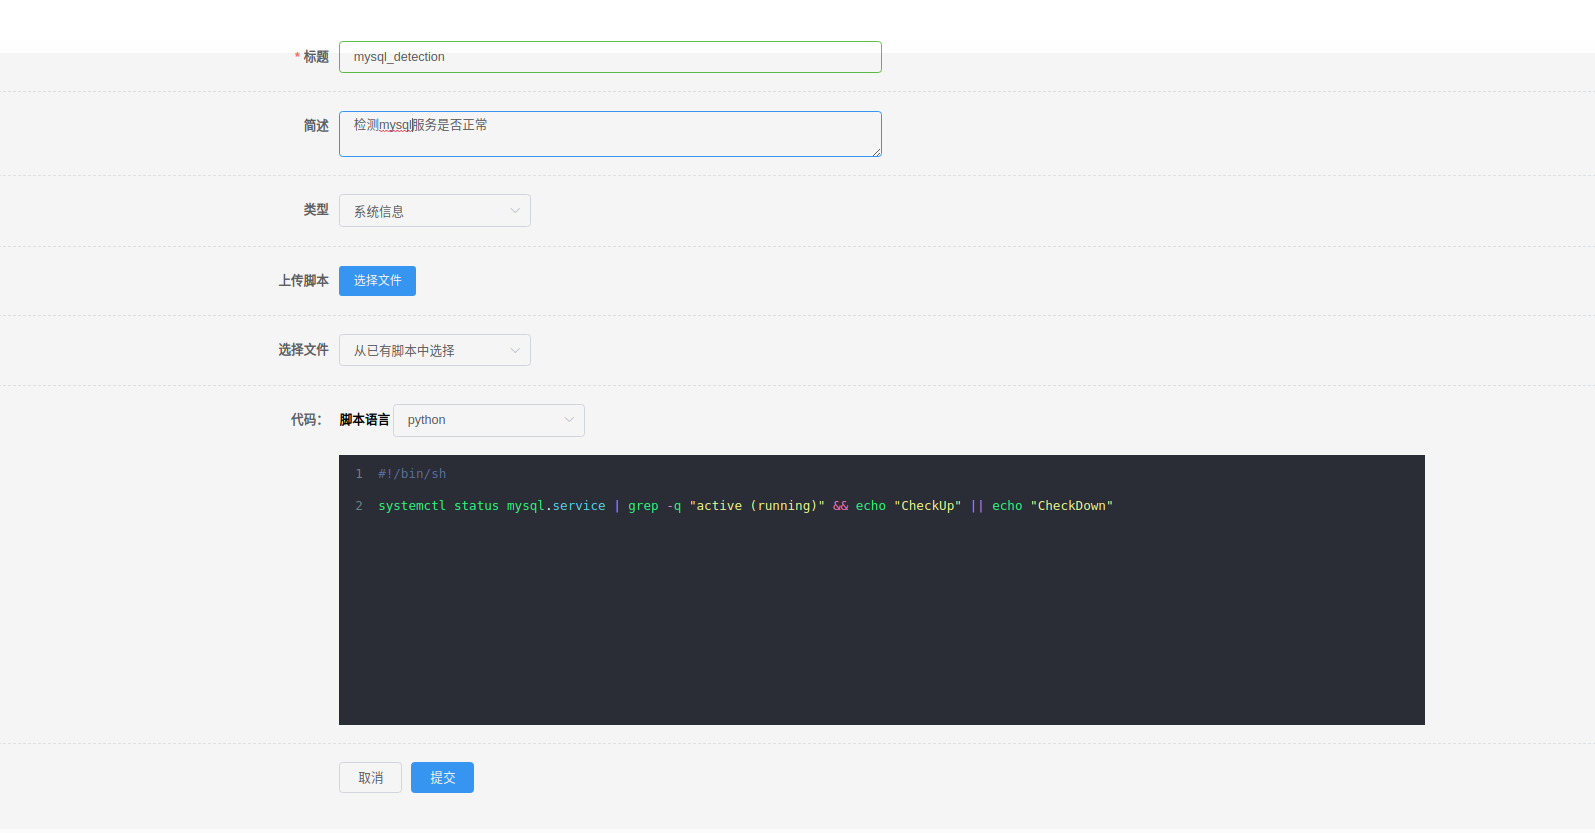 * 标题 mysql_detection
简述 检测mysql服务是否正常
类型 系统信息
上传脚本 选择文件
选择文件 从已有脚本中选择
代码： 脚本语言 python
1 #!/bin/sh
2 systemctl status mysql.service | grep -q "active (running)" && echo "CheckUp" || echo "CheckDown"
取消 提交